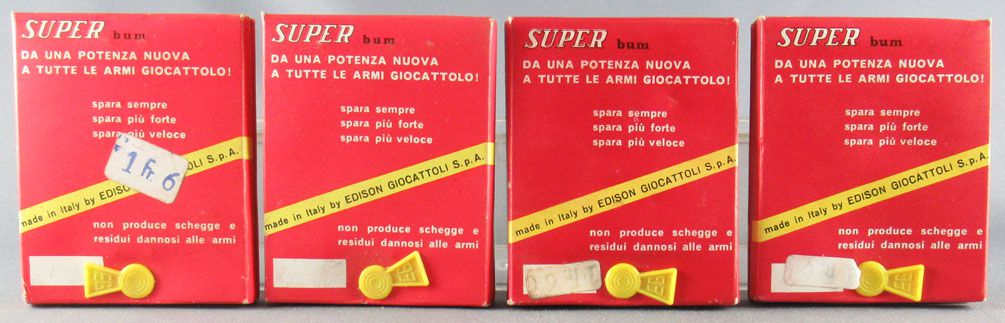 SUPER bum
DA UNA POTENZA NUOVA
A TUTTE LE ARMI GIOCATTOLO!
spara sempre
spara più forte
spara più veloce
1 fr. 6
made in Italy by EDISON GIOCATTOLI S.p.A.
non produce schegge e
residui dannosi alle armi
SUPER bum
DA UNA POTENZA NUOVA
A TUTTE LE ARMI GIOCATTOLO!
spara sempre
spara più forte
spara più veloce
made in Italy by EDISON GIOCATTOLI S.p.A.
non produce schegge e
residui dannosi alle armi
SUPER bum
DA UNA POTENZA NUOVA
A TUTTE LE ARMI GIOCATTOLO!
spara sempre
spara più forte
spara più veloce
made in Italy by EDISON GIOCATTOLI S.p.A.
non produce schegge e
residui dannosi alle armi
SUPER bum
DA UNA POTENZA NUOVA
A TUTTE LE ARMI GIOCATTOLO!
spara sempre
spara più forte
spara più veloce
made in Italy by EDISON GIOCATTOLI S.p.A.
non produce schegge e
residui dannosi alle armi